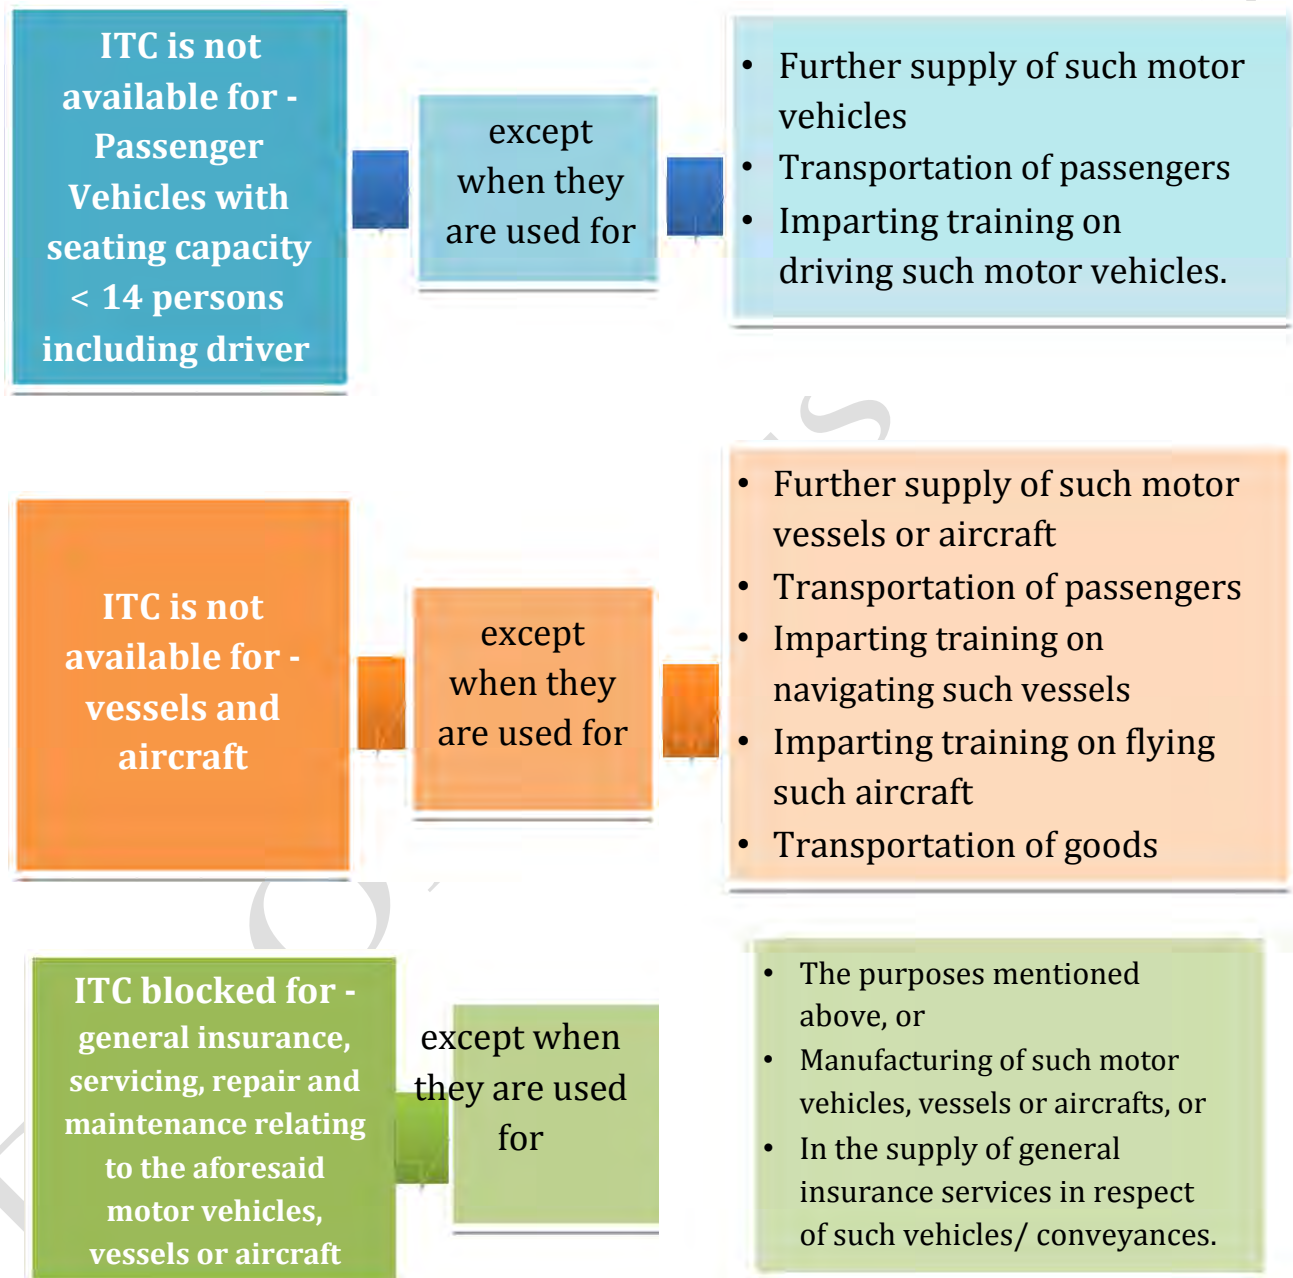 ITC is not
available for -
Passenger
Vehicles with
seating capacity
< 14 persons
including driver
except
when they
are used for
• Further supply of such motor
vehicles
• Transportation of passengers
• Imparting training on
driving such motor vehicles.
ITC is not
available for -
vessels and
aircraft
except
when they
are used for
• Further supply of such motor
vessels or aircraft
• Transportation of passengers
• Imparting training on
navigating such vessels
• Imparting training on flying
such aircraft
• Transportation of goods
ITC blocked for -
general insurance,
servicing, repair and
maintenance relating
to the aforesaid
motor vehicles,
vessels or aircraft
except when
they are used
for
• The purposes mentioned
above, or
• Manufacturing of such motor
vehicles, vessels or aircrafts, or
• In the supply of general
insurance services in respect
of such vehicles/ conveyances.